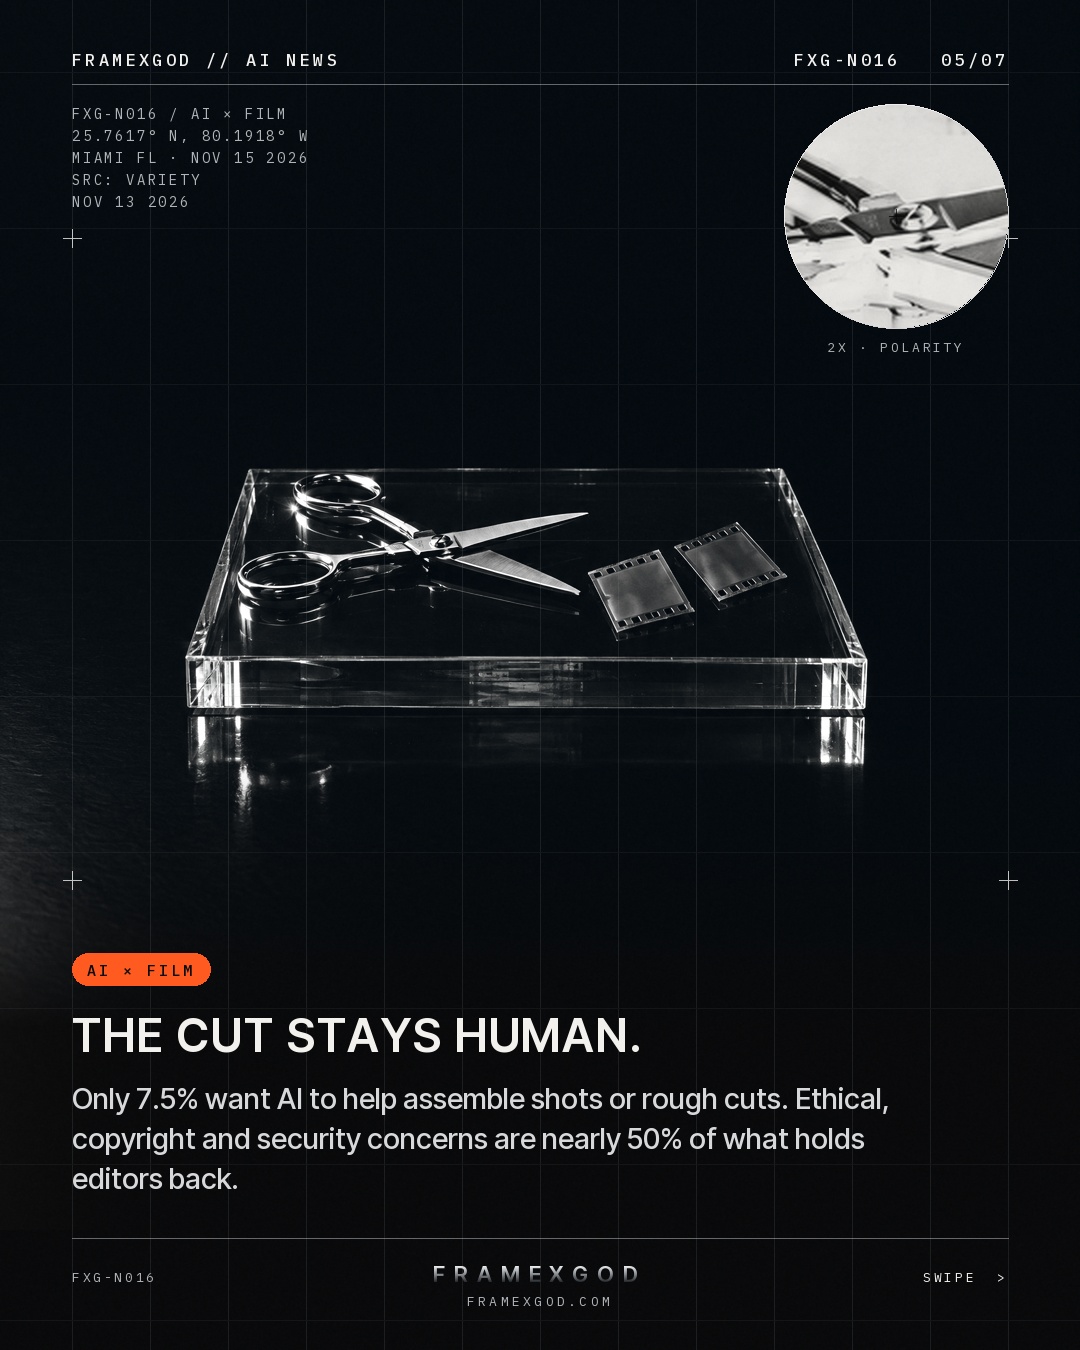 FRAMEXGOD // AI NEWS
FXG-N016 05/07
FXG-N016 / AI × FILM
25.7617° N, 80.1918° W
MIAMI FL · NOV 15 2026
SRC: VARIETY
NOV 13 2026
2X · POLARITY
AI × FILM
THE CUT STAYS HUMAN.
Only 7.5% want AI to help assemble shots or rough cuts. Ethical,
copyright and security concerns are nearly 50% of what holds
editors back.
FXG-N016
FRAMEXGOD
FRAMEXGOD.COM
SWIPE >